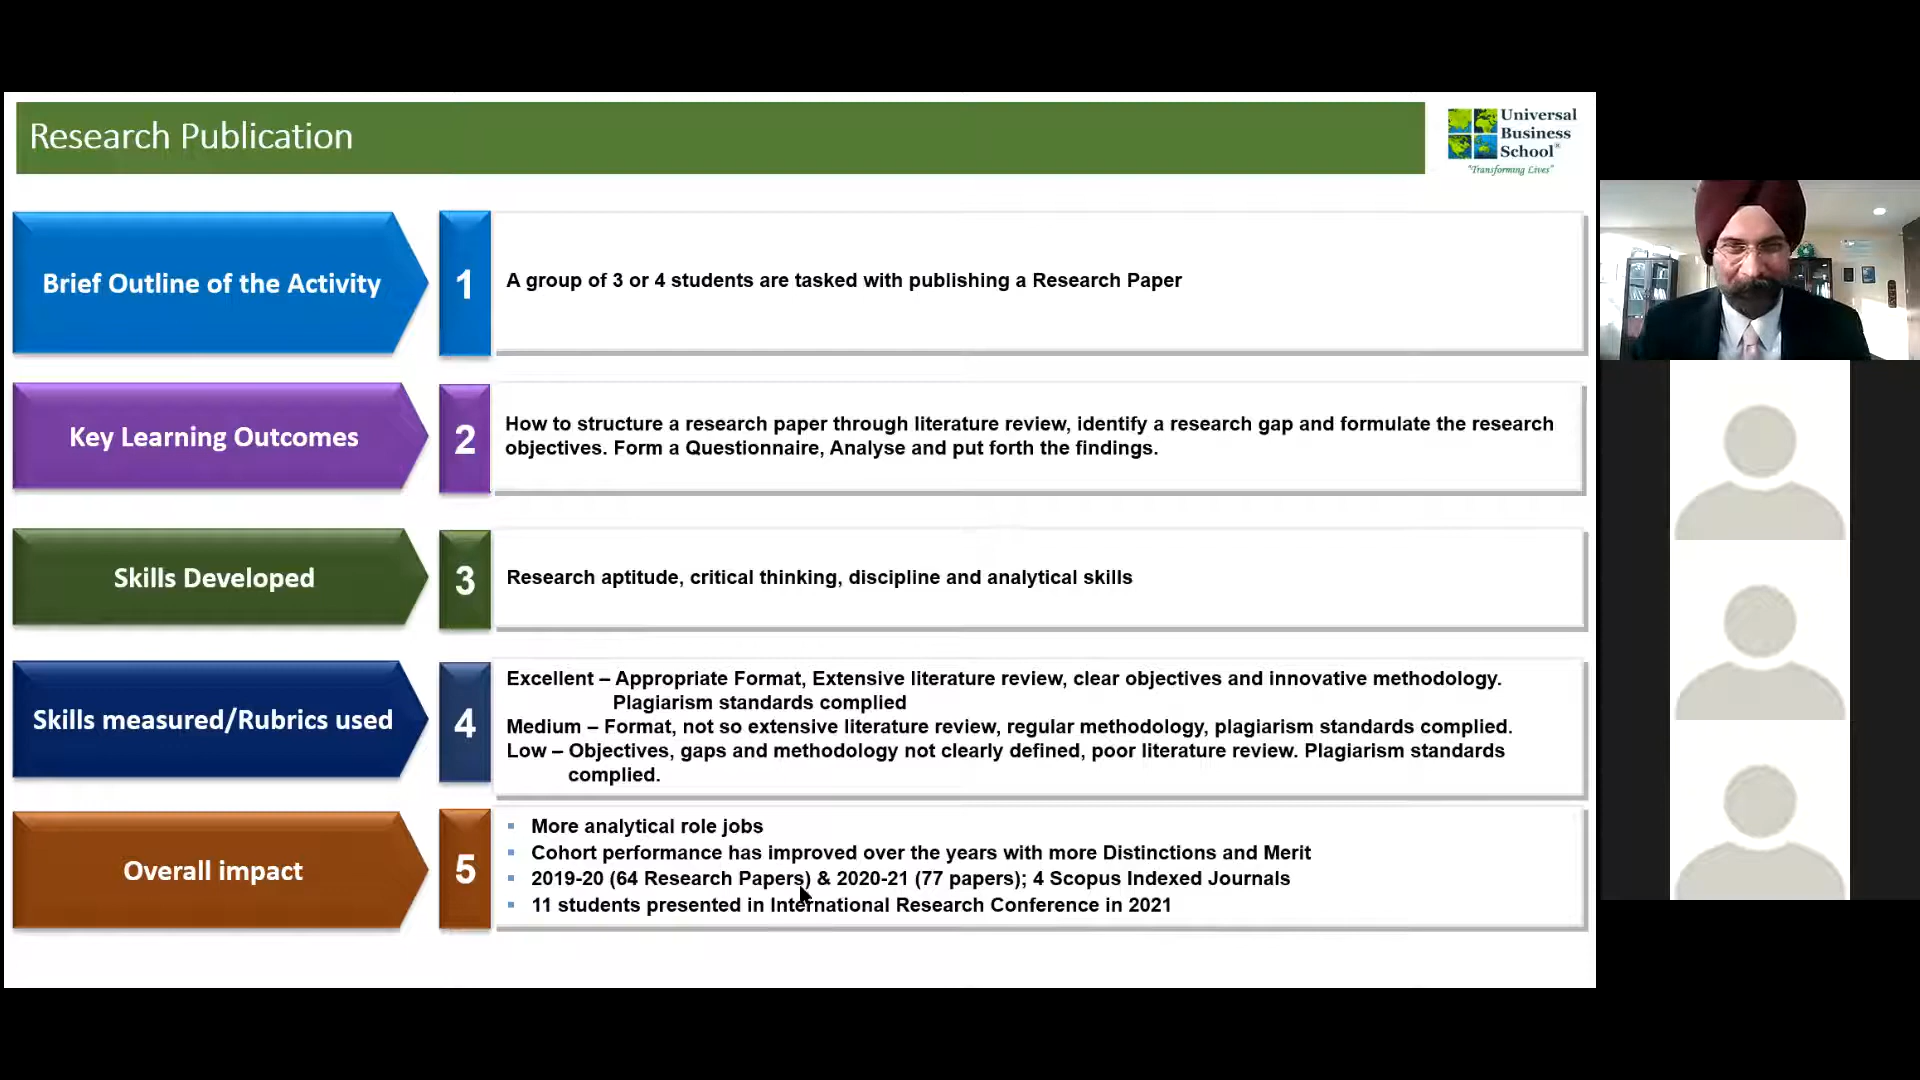 Research Publication
Universal
Business
School®
"Transforming Lives"
Brief Outline of the Activity
1
A group of 3 or 4 students are tasked with publishing a Research Paper
Key Learning Outcomes
2
How to structure a research paper through literature review, identify a research gap and formulate the research
objectives. Form a Questionnaire, Analyse and put forth the findings.
Skills Developed
3
Research aptitude, critical thinking, discipline and analytical skills
Skills measured/Rubrics used
4
Excellent – Appropriate Format, Extensive literature review, clear objectives and innovative methodology.
Plagiarism standards complied
Medium – Format, not so extensive literature review, regular methodology, plagiarism standards complied.
Low – Objectives, gaps and methodology not clearly defined, poor literature review. Plagiarism standards
complied.
Overall impact
5
▪ More analytical role jobs
▪ Cohort performance has improved over the years with more Distinctions and Merit
▪ 2019-20 (64 Research Papers) & 2020-21 (77 papers); 4 Scopus Indexed Journals
▪ 11 students presented in International Research Conference in 2021